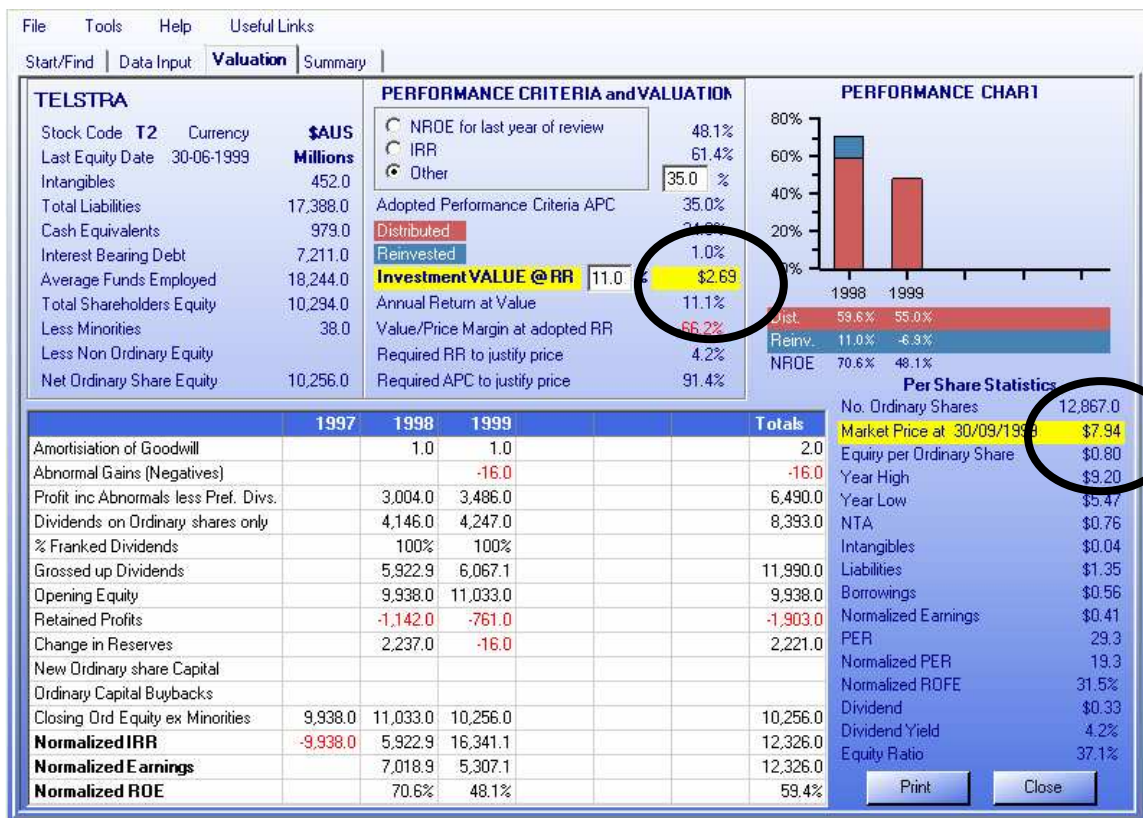 File Tools Help Useful Links
Start/Find Data Input Valuation Summary
TELSTRA
Stock Code T2 Currency $AUS
Last Equity Date 30-06-1999 Millions
Intangibles 452.0
Total Liabilities 17,388.0
Cash Equivalents 979.0
Interest Bearing Debt 7,211.0
Average Funds Employed 18,244.0
Total Shareholders Equity 10,294.0
Less Minorities 38.0
Less Non Ordinary Equity
Net Ordinary Share Equity 10,256.0
PERFORMANCE CRITERIA and VALUATION
NROE for last year of review 48.1%
IRR 61.4%
Other 35.0 %
Adopted Performance Criteria APC 35.0%
Distributed
Reinvested 1.0%
Investment VALUE @ RR 11.0 $2.69
Annual Return at Value 11.1%
Value/Price Margin at adopted RR -66.2%
Required RR to justify price 4.2%
Required APC to justify price 91.4%
PERFORMANCE CHART
80%
60%
40%
20%
1998 1999
Dist. 59.6% 55.0%
Reinv. 11.0% -6.9%
NROE 70.6% 48.1%
Per Share Statistics
No. Ordinary Shares 12,867.0
Market Price at 30/09/1999 $7.94
Equiry per Ordinary Share $0.80
Year High $9.20
Year Low $5.47
NTA $0.76
Intangibles $0.04
Liabilities $1.35
Borrowings $0.56
Normalized Earnings $0.41
PER 29.3
Normalized PER 19.3
Normalized ROFE 31.5%
Dividend $0.33
Dividend Yield 4.2%
Equity Ratio 37.1%
Print Close
1997 1998 1999 Totals
Amortisiation of Goodwill 1.0 1.0 2.0
Abnormal Gains (Negatives) -16.0 -16.0
Profit inc Abnormals less Pref. Divs. 3,004.0 3,486.0 6,490.0
Dividends on Ordinary shares only 4,146.0 4,247.0 8,393.0
% Franked Dividends 100% 100%
Grossed up Dividends 5,922.9 6,067.1 11,990.0
Opening Equity 9,938.0 11,033.0 9,938.0
Retained Profits -1,142.0 -761.0 -1,903.0
Change in Reserves 2,237.0 -16.0 2,221.0
New Ordinary share Capital
Ordinary Capital Buybacks
Closing Ord Equity ex Minorities 9,938.0 11,033.0 10,256.0 10,256.0
Normalized IRR -9,938.0 5,922.9 16,341.1 12,326.0
Normalized Earnings 7,018.9 5,307.1 12,326.0
Normalized ROE 70.6% 48.1% 59.4%